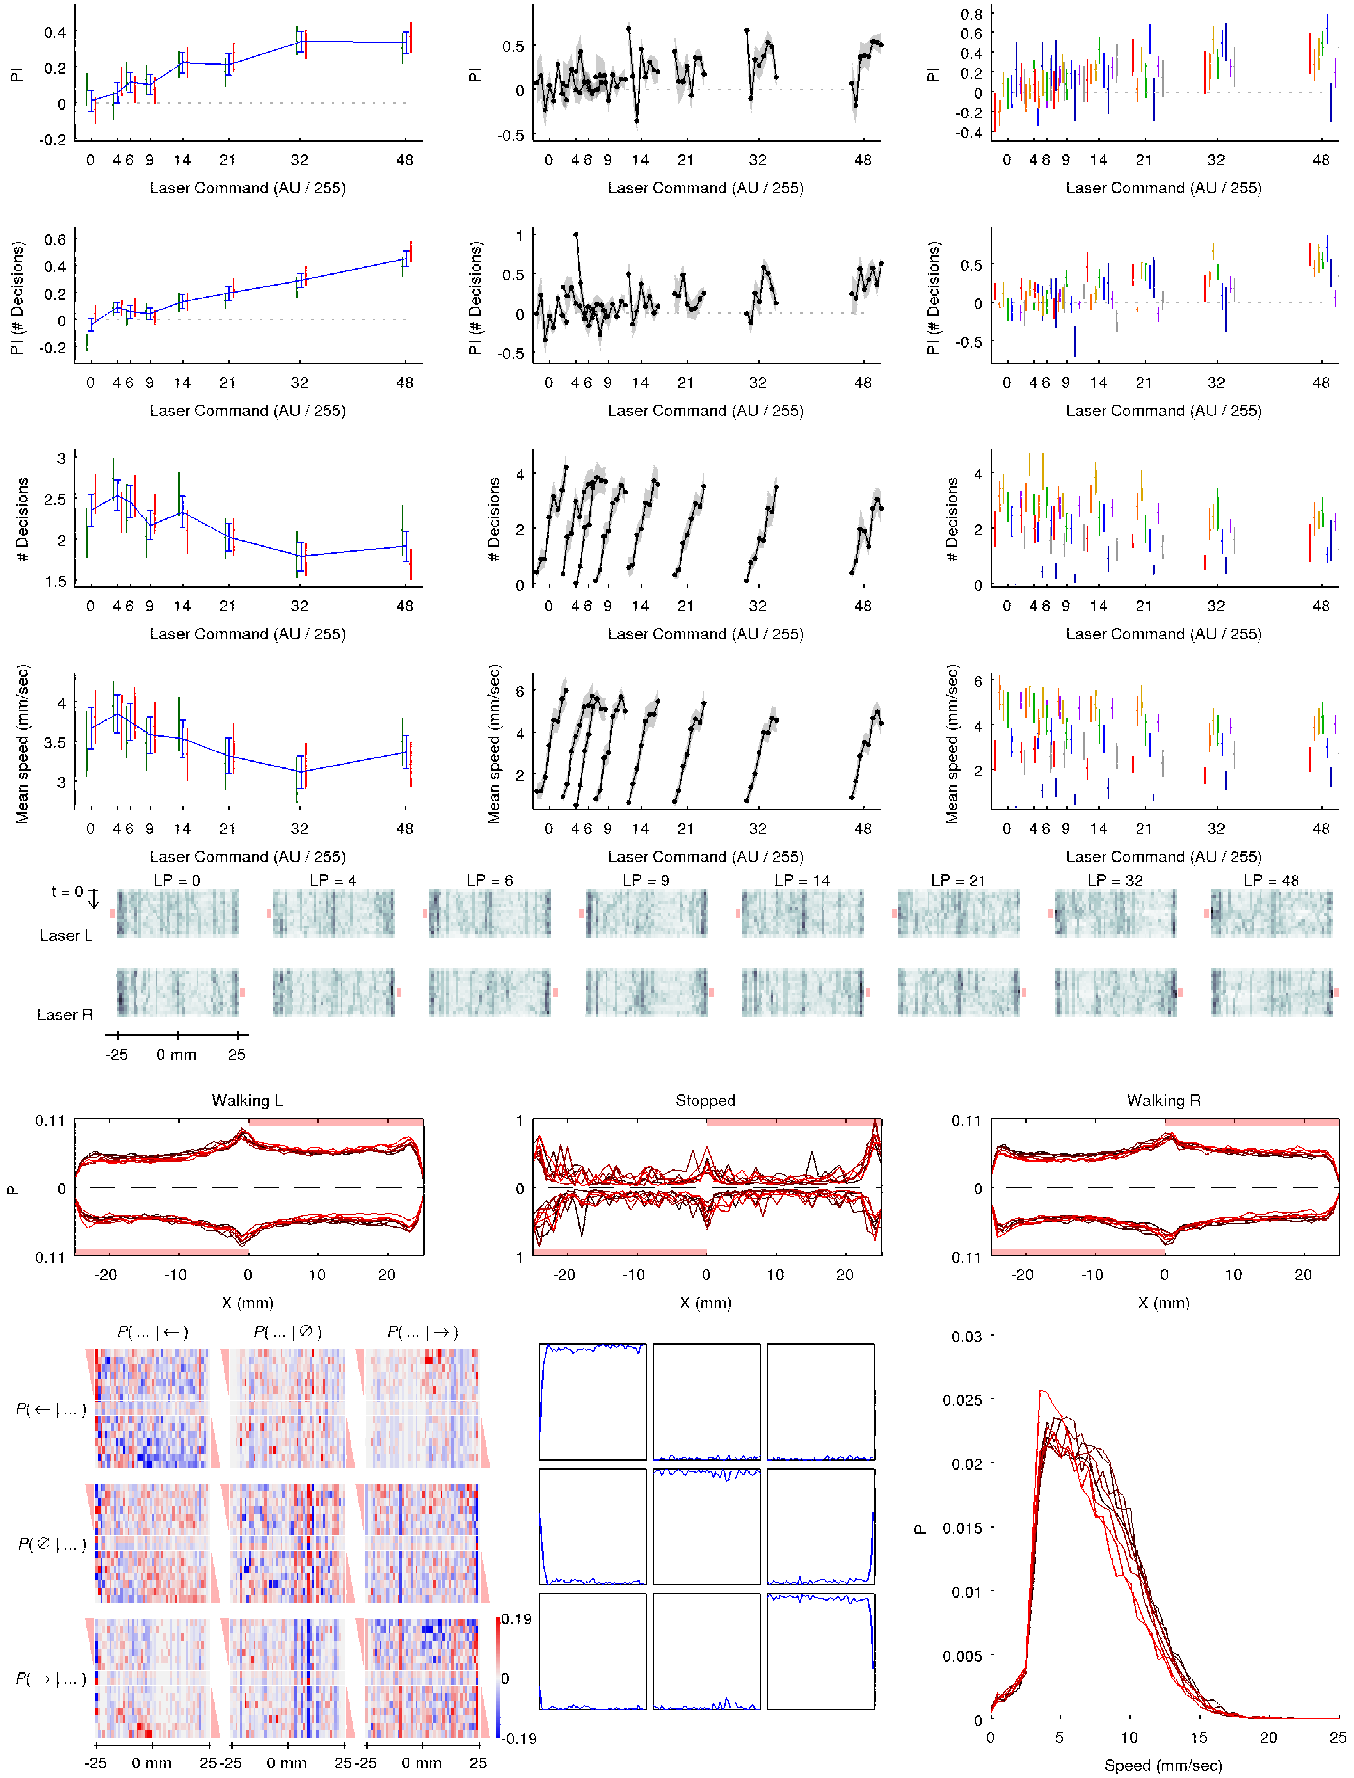 0.4
0.2
0
-0.2
PI
0 4 6 9 14 21 32 48
Laser Command (AU / 255)
0.5
0
-0.5
PI
0 4 6 9 14 21 32 48
Laser Command (AU / 255)
0.8
0.6
0.4
0.2
0
-0.2
-0.4
PI
0 4 6 9 14 21 32 48
Laser Command (AU / 255)
0.6
0.4
0.2
0
-0.2
PI (# Decisions)
0 4 6 9 14 21 32 48
Laser Command (AU / 255)
1
0.5
0
-0.5
PI (# Decisions)
0 4 6 9 14 21 32 48
Laser Command (AU / 255)
0.5
0
-0.5
PI (# Decisions)
0 4 6 9 14 21 32 48
Laser Command (AU / 255)
3
2.5
2
1.5
# Decisions
0 4 6 9 14 21 32 48
Laser Command (AU / 255)
4
2
0
# Decisions
0 4 6 9 14 21 32 48
Laser Command (AU / 255)
4
2
0
# Decisions
0 4 6 9 14 21 32 48
Laser Command (AU / 255)
4
3.5
3
Mean speed (mm/sec)
0 4 6 9 14 21 32 48
Laser Command (AU / 255)
6
4
2
Mean speed (mm/sec)
0 4 6 9 14 21 32 48
Laser Command (AU / 255)
6
4
2
Mean speed (mm/sec)
0 4 6 9 14 21 32 48
Laser Command (AU / 255)
LP = 0 LP = 4 LP = 6 LP = 9 LP = 14 LP = 21 LP = 32 LP = 48
t = 0
Laser L
Laser R
-25 0 mm 25
Walking L
0.11
0
0.11
P
-20 -10 0 10 20
X (mm)
Stopped
1
0
1
-20 -10 0 10 20
X (mm)
Walking R
0.11
0
0.11
-20 -10 0 10 20
X (mm)
P( ... | ← ) P( ... | ∅ ) P( ... | → )
P( ← | ... )
P( ∅ | ... )
P( → | ... )
0.19
0
-0.19
-25 0 mm 25 -25 0 mm 25 -25 0 mm 25
0.03
0.025
0.02
0.015
0.01
0.005
0
P
0 5 10 15 20 25
Speed (mm/sec)